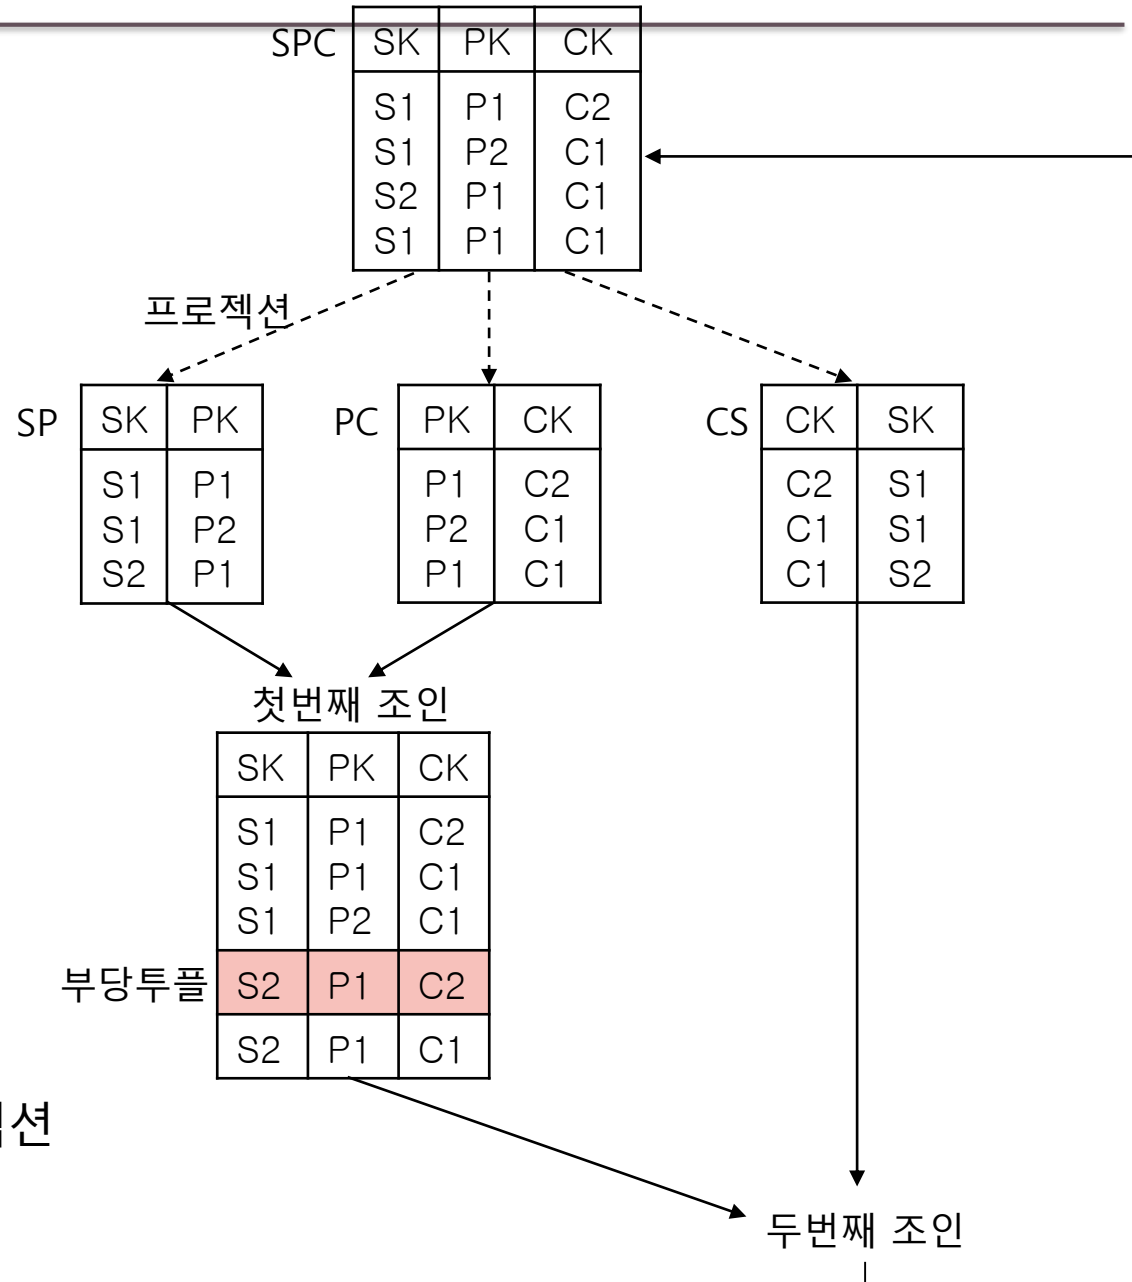 SPC SK PK CK
S1 P1 C2
S1 P2 C1
S2 P1 C1
S1 P1 C1
프로젝션
SP SK PK
S1 P1
S1 P2
S2 P1
PC PK CK
P1 C2
P2 C1
P1 C1
CS CK SK
C2 S1
C1 S1
C1 S2
첫번째 조인
SK PK CK
S1 P1 C2
S1 P1 C1
S1 P2 C1
부당투플 S2 P1 C2
S2 P1 C1
션
두번째 조인